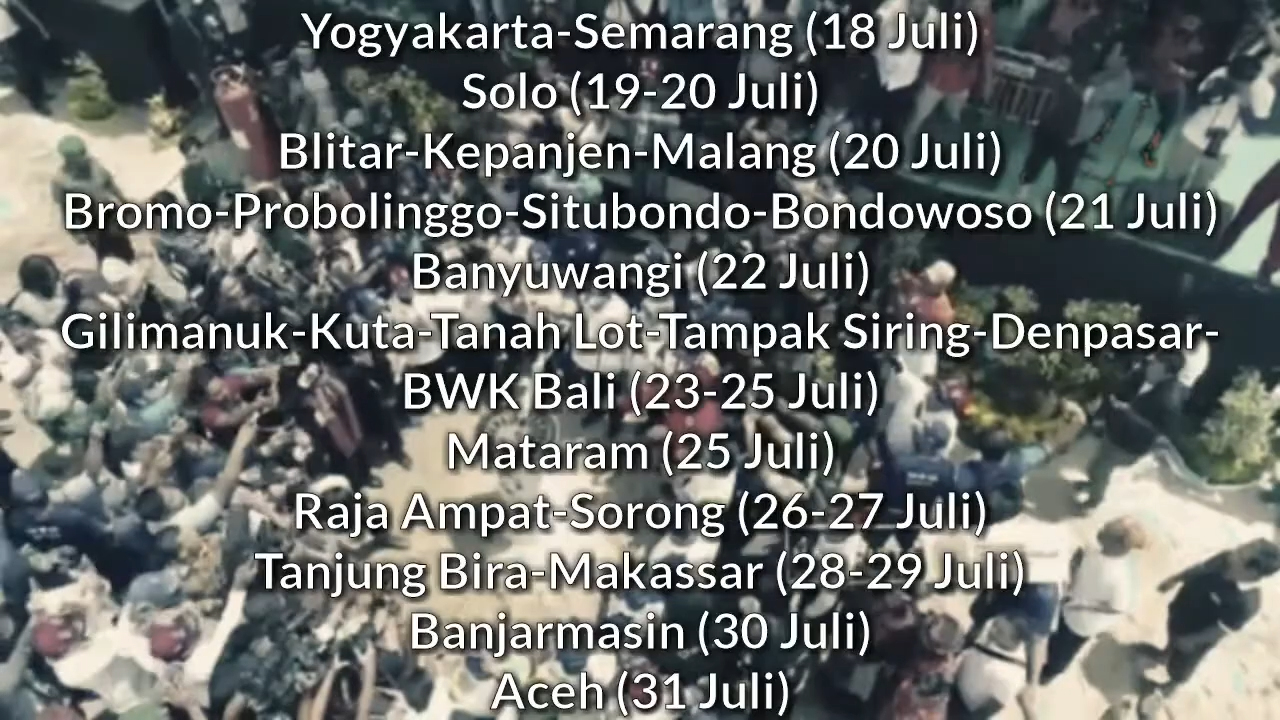 Yogyakarta-Semarang (18 Juli)
Solo (19-20 Juli)
Blitar-Kepanjen-Malang (20 Juli)
Bromo-Probolinggo-Situbondo-Bondowoso (21 Juli)
Banyuwangi (22 Juli)
Gilimanuk-Kuta-Tanah Lot-Tampak Siring-Denpasar-
BWK Bali (23-25 Juli)
Mataram (25 Juli)
Raja Ampat-Sorong (26-27 Juli)
Tanjung Bira-Makassar (28-29 Juli)
Banjarmasin (30 Juli)
Aceh (31 Juli)